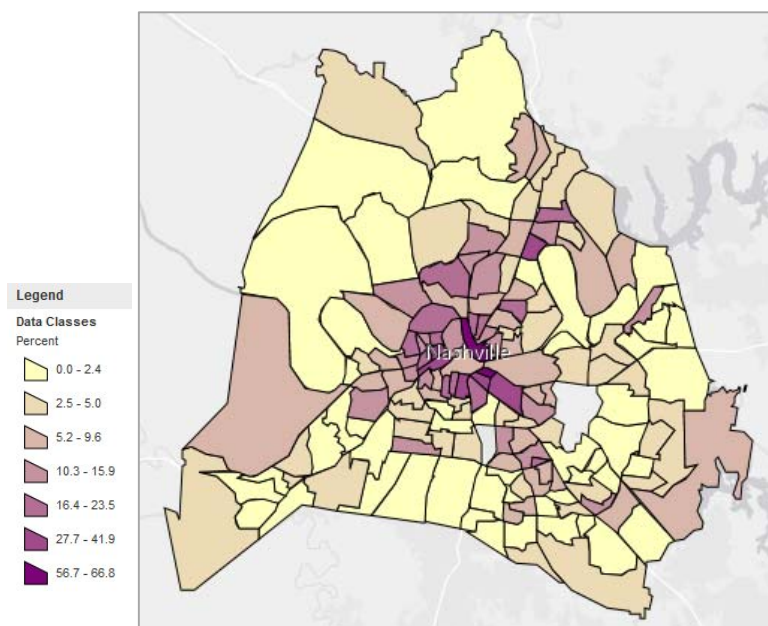 Legend
Data Classes
Percent
0.0 - 2.4
2.5 - 5.0
5.2 - 9.6
10.3 - 15.9
16.4 - 23.5
27.7 - 41.9
56.7 - 66.8
Nashville